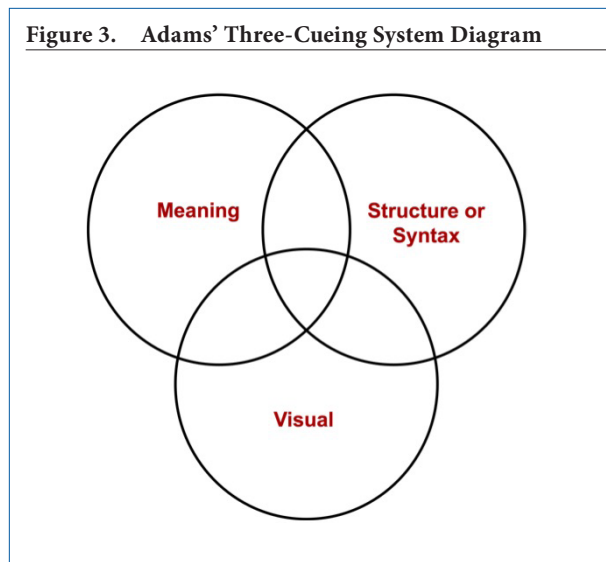 Figure 3. Adams’ Three-Cueing System Diagram
Meaning
Structure or
Syntax
Visual